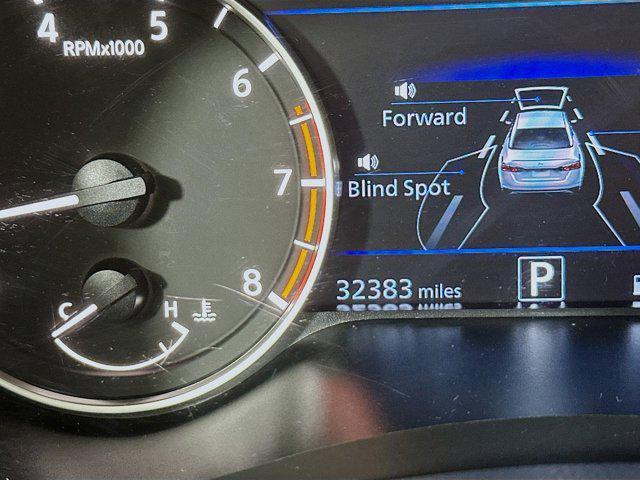 4 5
RPMx1000
6
7
8
C H
Forward
Blind Spot
32383 miles
P